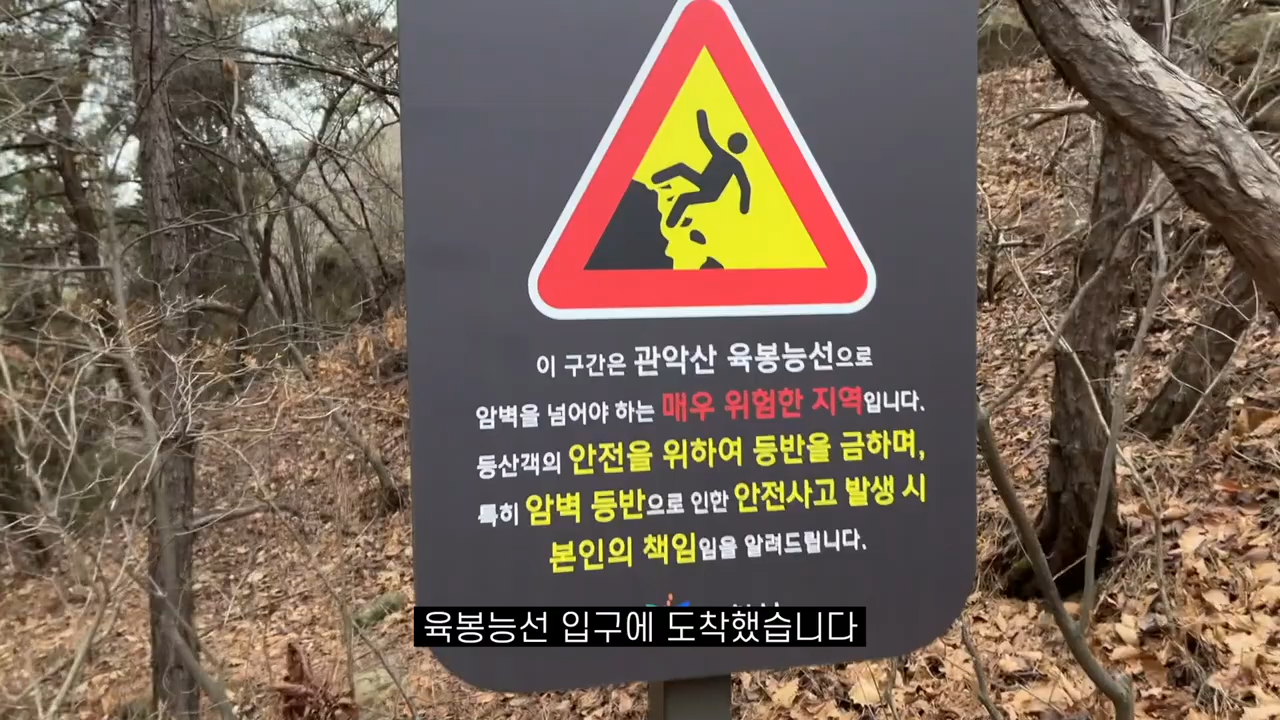 이 구간은 관악산 육봉능선으로
암벽을 넘어야 하는 매우 위험한 지역입니다.
등산객의 안전을 위하여 등반을 금하며,
특히 암벽 등반으로 인한 안전사고 발생 시
본인의 책임임을 알려드립니다.
육봉능선 입구에 도착했습니다